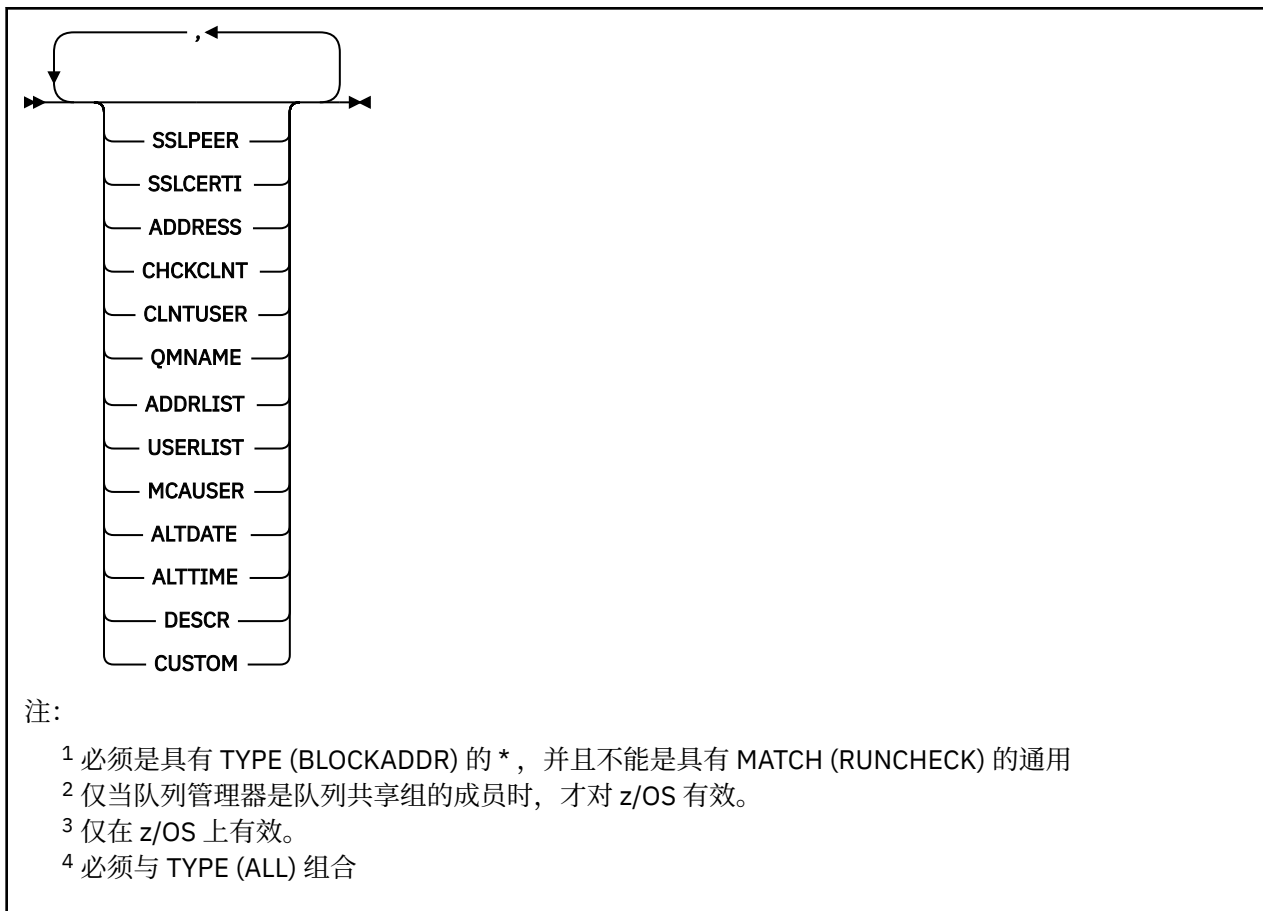 ,
SSLPEER
SSLCERTI
ADDRESS
CHCKCLNT
CLNTUSER
QMNAME
ADDRLIST
USERLIST
MCAUSER
ALTDATE
ALTTIME
DESCR
CUSTOM
注：
1 必须是具有 TYPE (BLOCKADDR) 的 * ，并且不能是具有 MATCH (RUNCHECK) 的通用
2 仅当队列管理器是队列共享组的成员时，才对 z/OS 有效。
3 仅在 z/OS 上有效。
4 必须与 TYPE (ALL) 组合